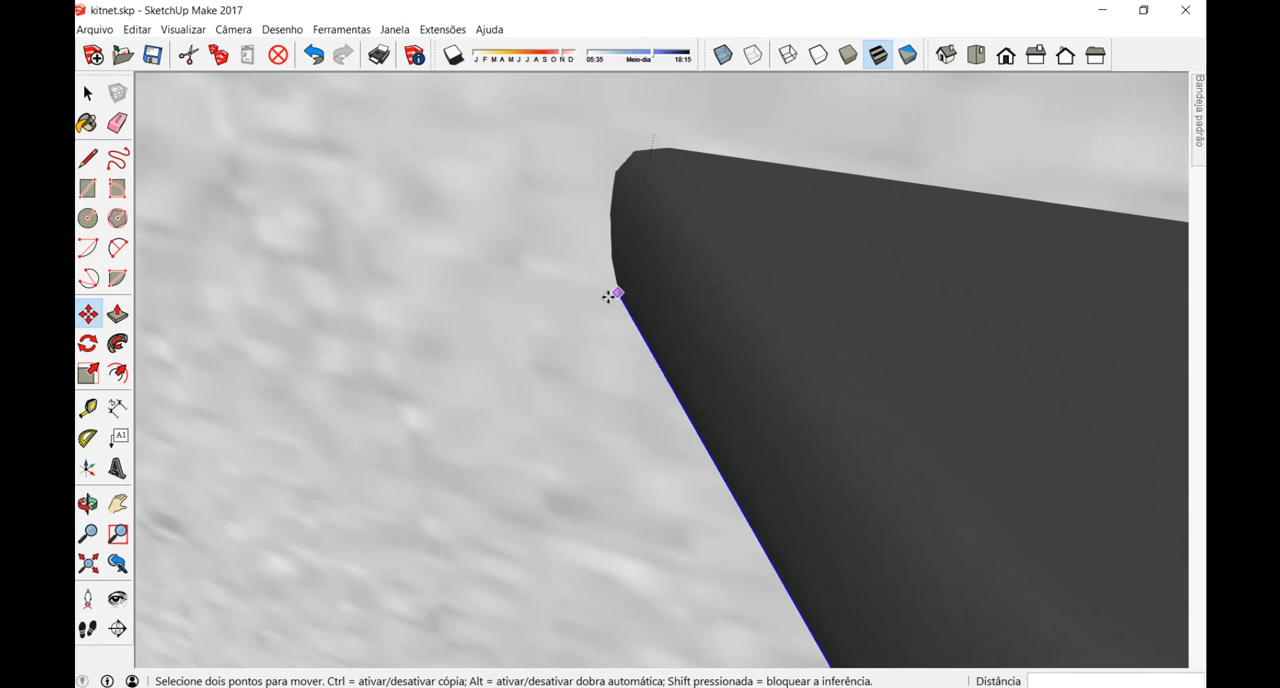 kitnet.skp - SketchUp Make 2017
Arquivo Editar Visualizar Câmera Desenho Ferramentas Janela Extensões Ajuda
J F M A M J J A S O N D 05:35 Meio-dia 18:15
Bandeja padrão
A1
Selecione dois pontos para mover. Ctrl = ativar/desativar cópia; Alt = ativar/desativar dobra automática; Shift pressionada = bloquear a inferência. Distância